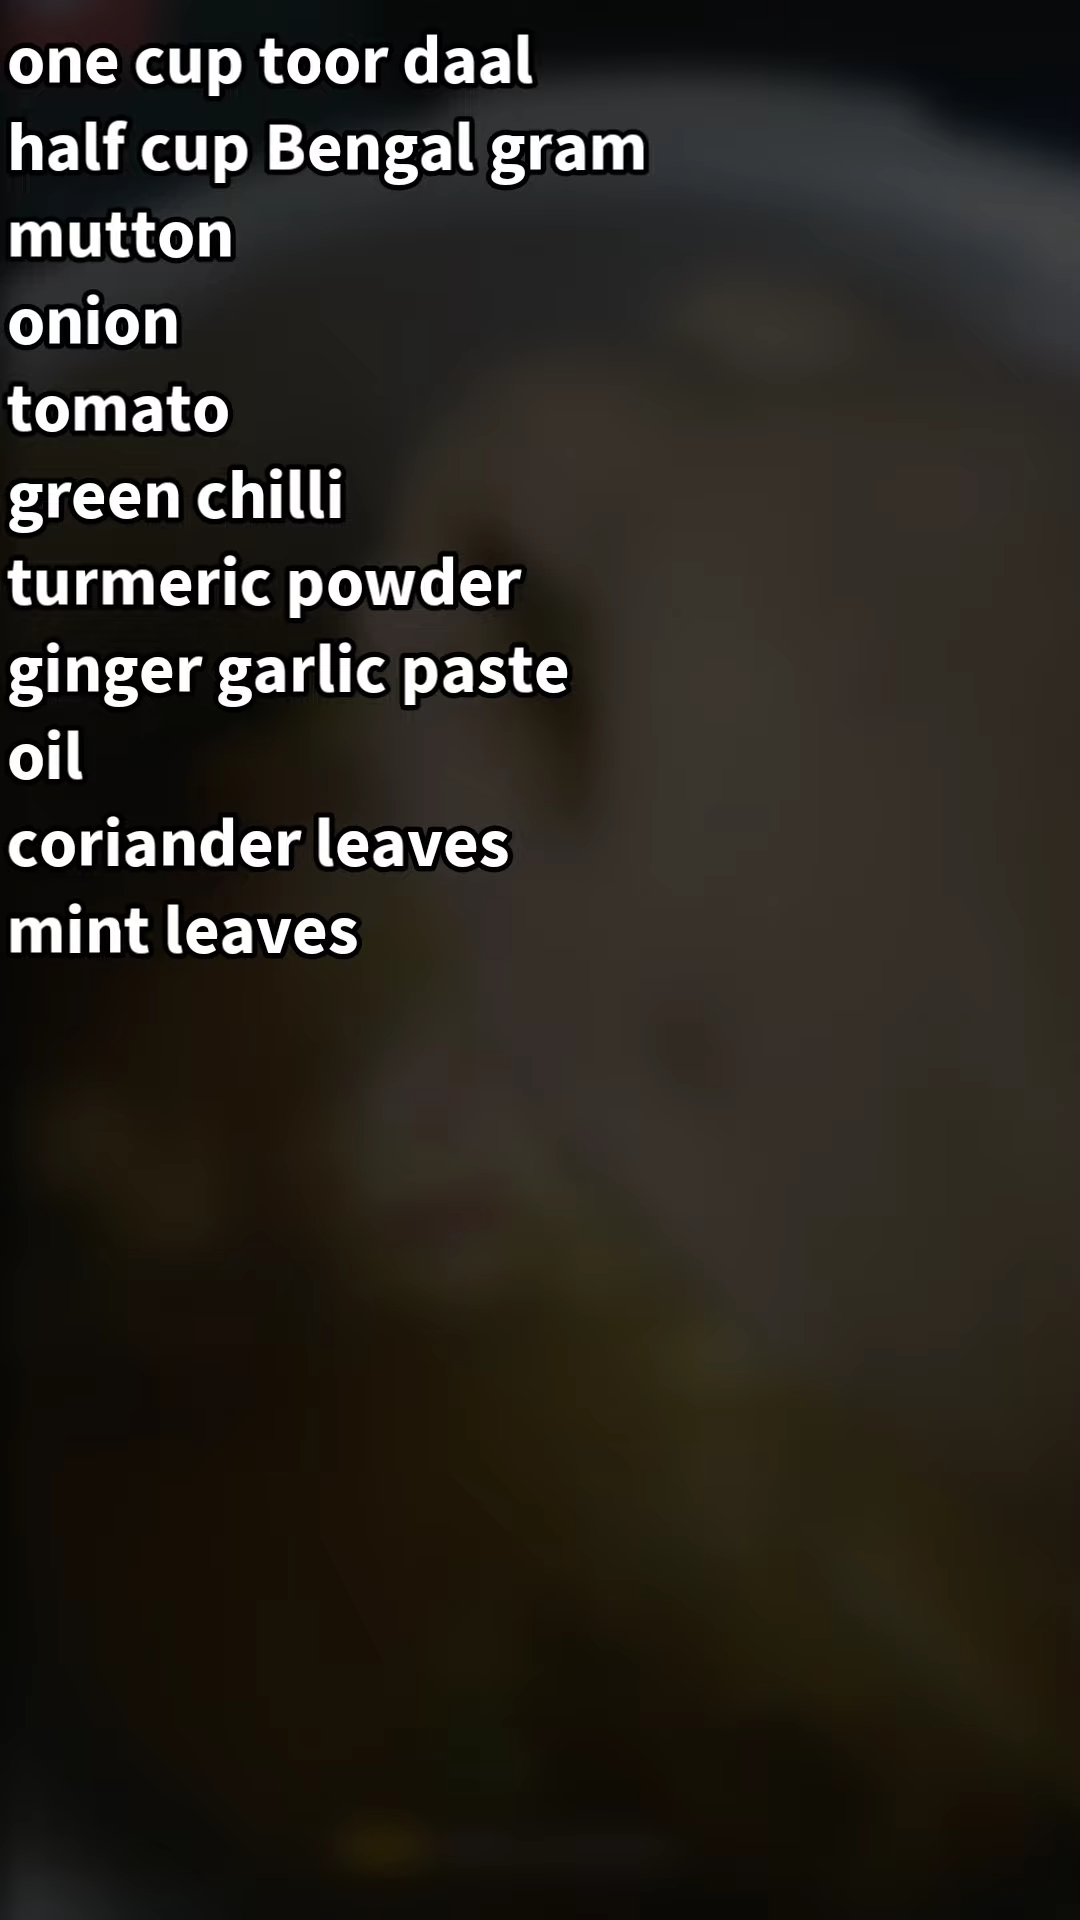 one cup toor daal
half cup Bengal gram
mutton
onion
tomato
green chilli
turmeric powder
ginger garlic paste
oil
coriander leaves
mint leaves